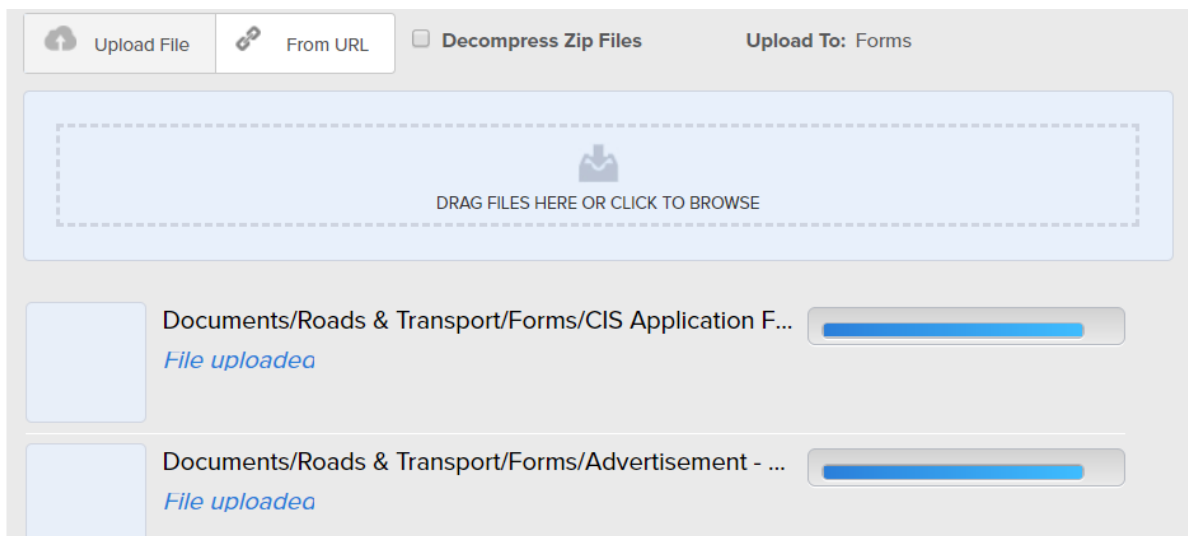 Upload File From URL Decompress Zip Files Upload To: Forms
DRAG FILES HERE OR CLICK TO BROWSE
Documents/Roads & Transport/Forms/CIS Application F...
File uploaded
Documents/Roads & Transport/Forms/Advertisement - ...
File uploaded